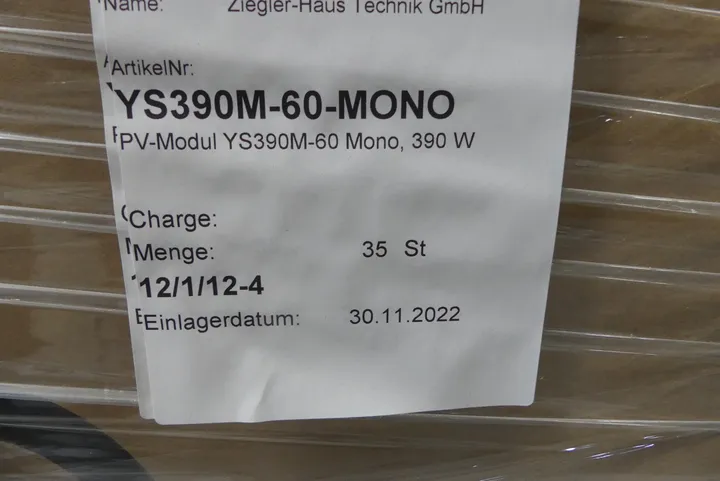 Name: Ziegler-Haus Technik GmbH
ArtikelNr:
YS390M-60-MONO
PV-Modul YS390M-60 Mono, 390 W
Charge:
Menge: 35 St
12/1/12-4
Einlagerdatum: 30.11.2022